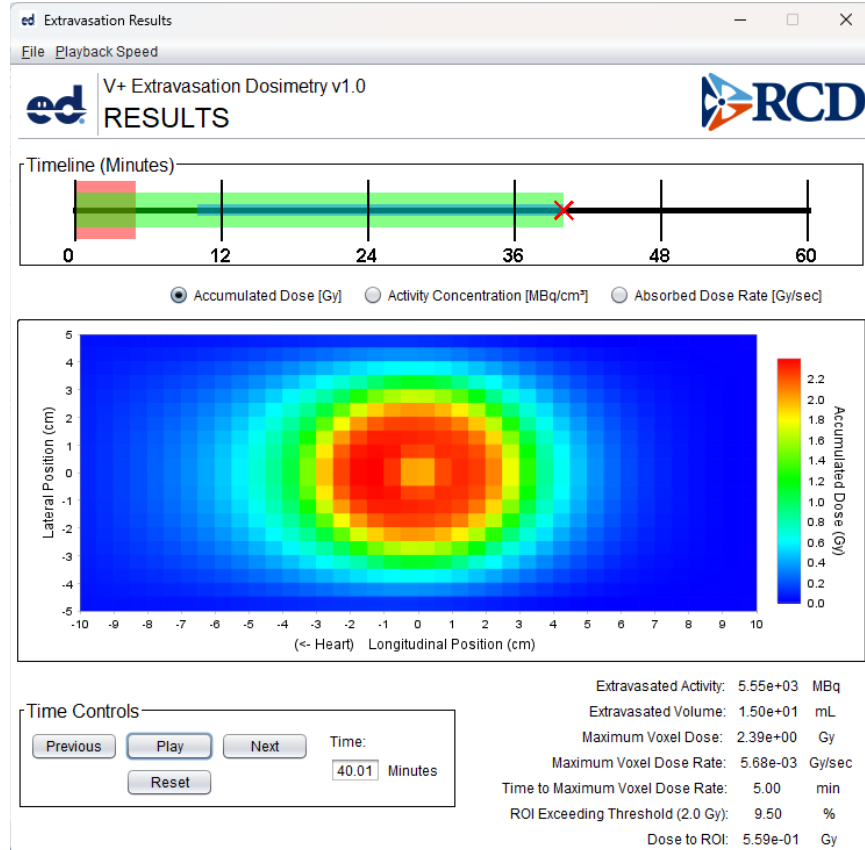 ed Extravasation Results
File Playback Speed
ed. V+ Extravasation Dosimetry v1.0
RESULTS
RCD
Timeline (Minutes)
0 12 24 36 48 60
Accumulated Dose [Gy] Activity Concentration [MBq/cm³] Absorbed Dose Rate [Gy/sec]
5
4
3
2
1
0
-1
-2
-3
-4
-5
Lateral Position (cm)
-10 -9 -8 -7 -6 -5 -4 -3 -2 -1 0 1 2 3 4 5 6 7 8 9 10
(<- Heart) Longitudinal Position (cm)
2.2
2.0
1.8
1.6
1.4
1.2
1.0
0.8
0.6
0.4
0.2
0.0
Accumulated Dose (Gy)
Time Controls
Previous Play Next
Reset
Time:
40.01 Minutes
Extravasated Activity: 5.55e+03 MBq
Extravasated Volume: 1.50e+01 mL
Maximum Voxel Dose: 2.39e+00 Gy
Maximum Voxel Dose Rate: 5.68e-03 Gy/sec
Time to Maximum Voxel Dose Rate: 5.00 min
ROI Exceeding Threshold (2.0 Gy): 9.50 %
Dose to ROI: 5.59e-01 Gy